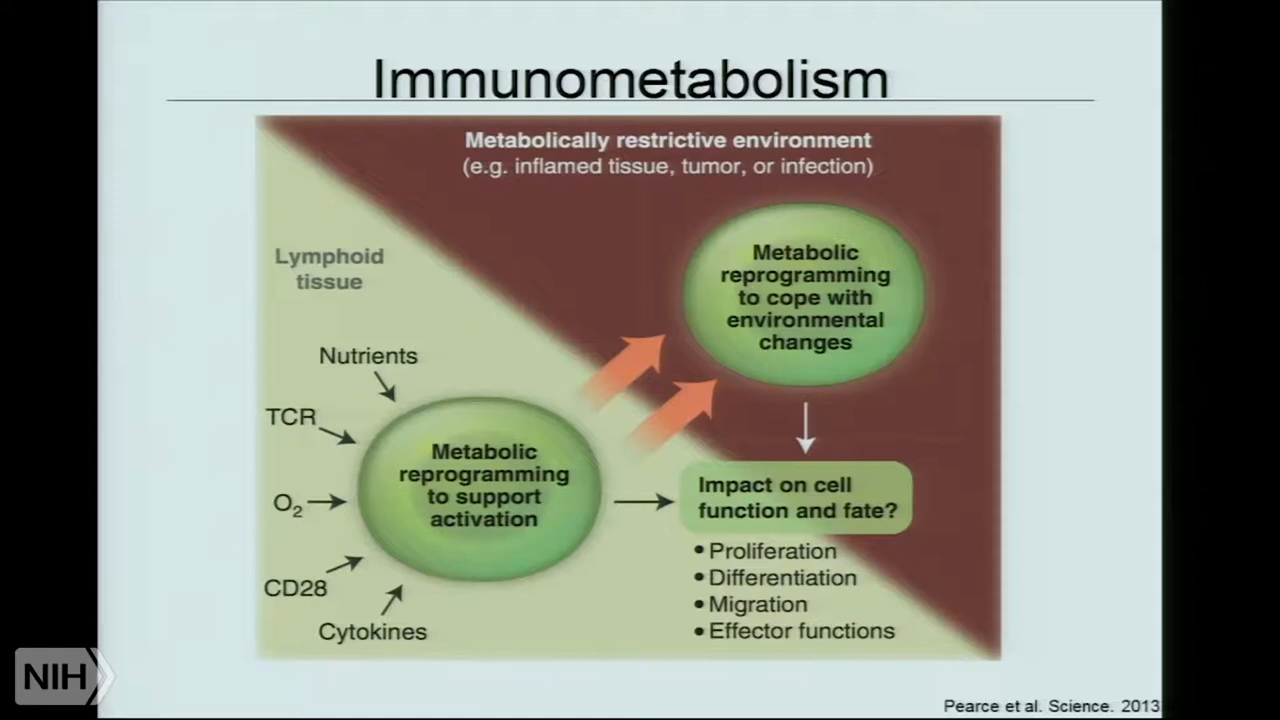 Immunometabolism
Metabolically restrictive environment
(e.g. inflamed tissue, tumor, or infection)
Lymphoid
tissue
Metabolic
reprogramming
to cope with
environmental
changes
Nutrients
TCR
O₂
CD28
Cytokines
Metabolic
reprogramming
to support
activation
Impact on cell
function and fate?
• Proliferation
• Differentiation
• Migration
• Effector functions
NIH
Pearce et al. Science. 2013